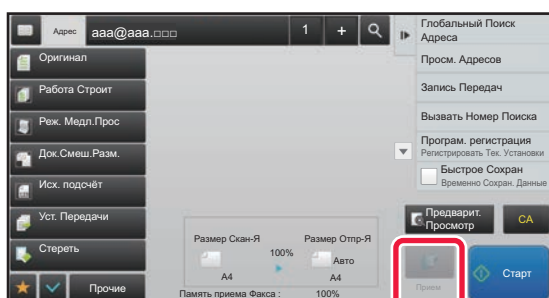 Адрес aaa@aaa.□□□ 1 +
Оригинал
Работа Строит
Реж. Медл.Прос
Док.Смеш.Разм.
Исх. подсчёт
Уст. Передачи
Стереть
Прочие
Размер Скан-Я
A4
100%
Размер Отпр-Я
Авто
A4
Память приема Факса : 100%
Глобальный Поиск
Адреса
Просм. Адресов
Запись Передач
Вызвать Номер Поиска
Програм. регистрация
Регистрировать Тек. Установки
Быстрое Сохран
Временно Сохран. Данные
Предварит.
Просмотр
CA
Прием
Старт